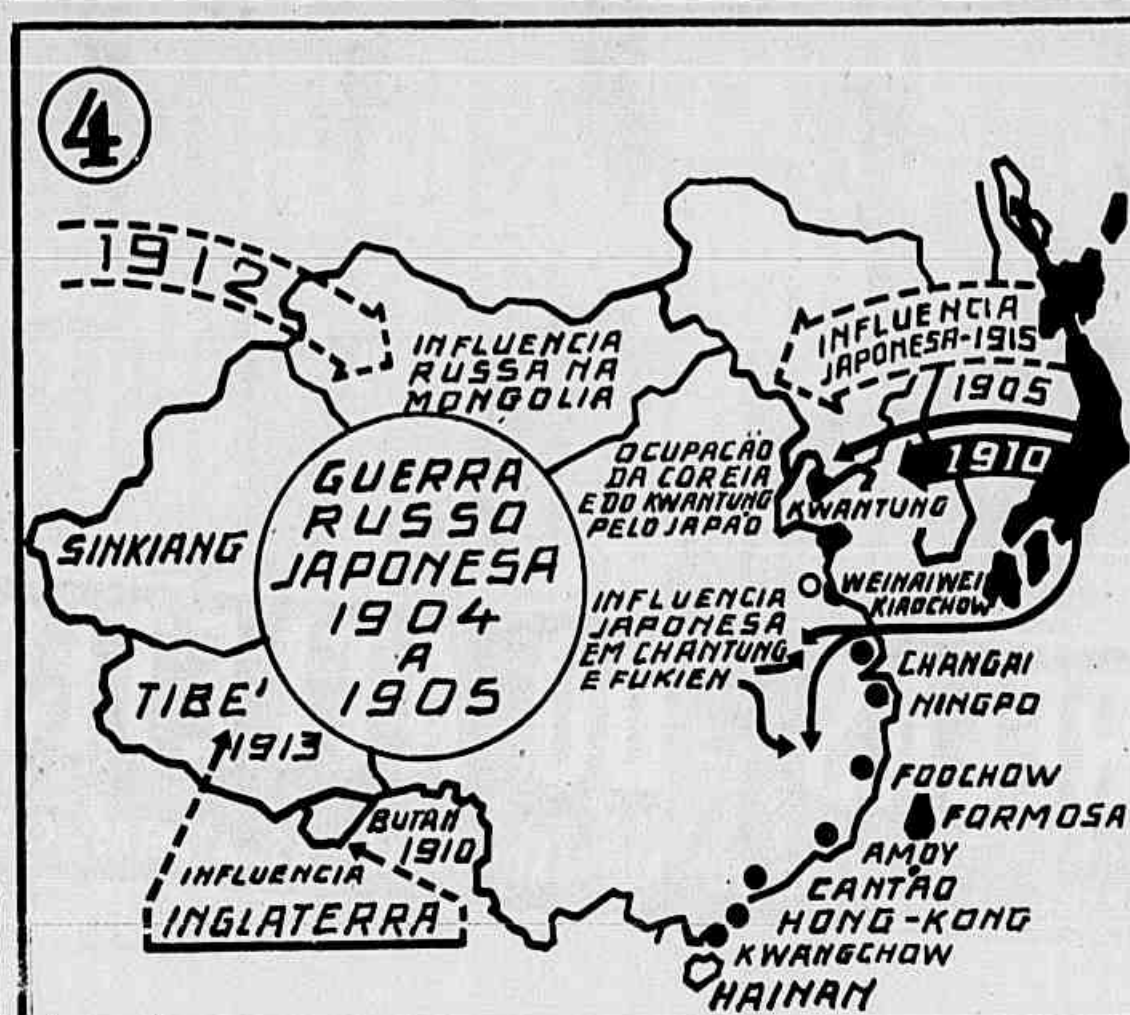 4
1912
INFLUENCIA
RUSSA NA
MONGOLIA
INFLUENCIA
JAPONESA-1915
1905
1910
OCUPACÃO
DA COREIA
E DO KWANTUNG
PELO JAPÃO
KWANTUNG
GUERRA
RUSSO
JAPONESA
1904
A
1905
SINKIANG
WEIHAIWEI
KIAOCHOW
INFLUENCIA
JAPONESA
EM CHANTUNG
E FUKIEN
CHANGAI
NINGPO
TIBE'
1913
FOOCHOW
FORMOSA
BUTAN
1910
AMOY
INFLUENCIA
INGLATERRA
CANTÃO
HONG-KONG
KWANGCHOW
HAINAN